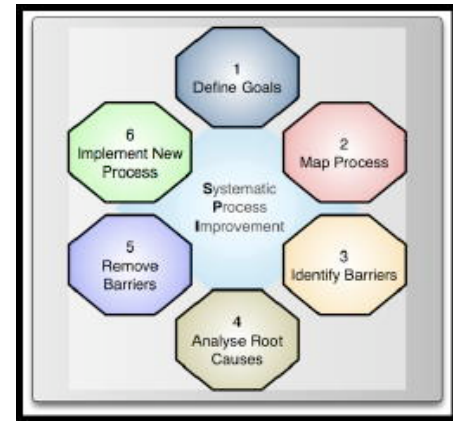 1
Define Goals
2
Map Process
3
Identify Barriers
4
Analyse Root
Causes
5
Remove
Barriers
6
Implement New
Process
Systematic
Process
Improvement